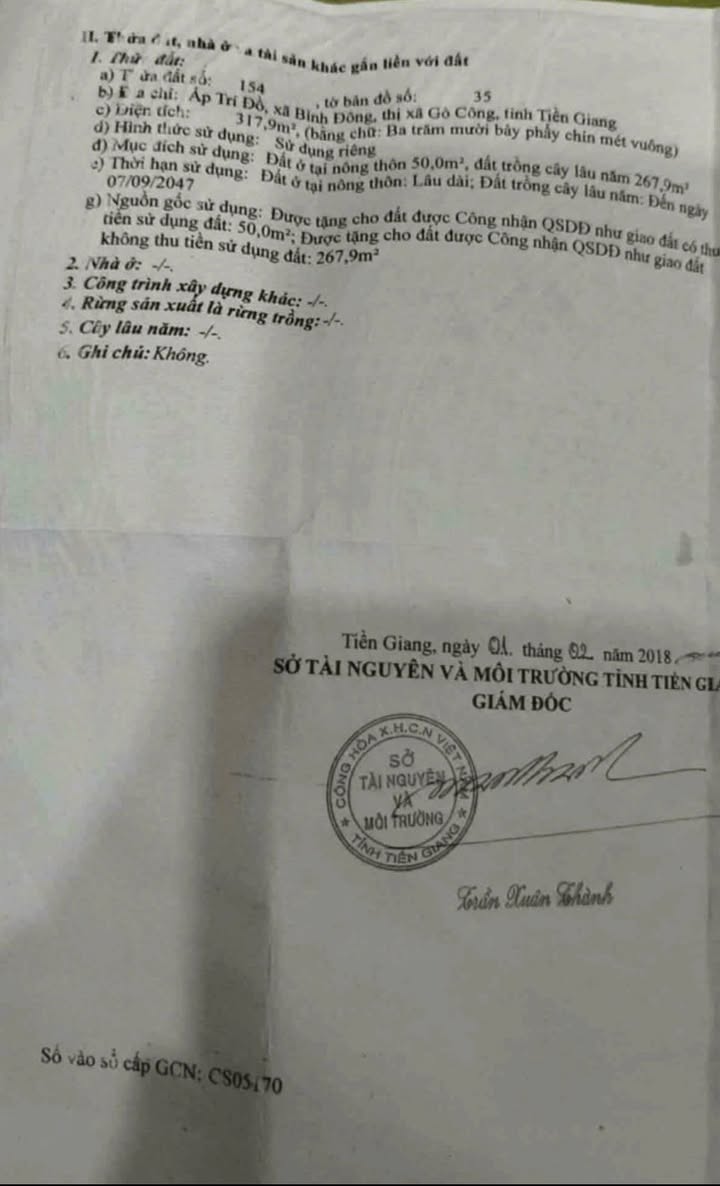 II. Thửa đất, nhà ở và tài sản khác gắn liền với đất
1. Thửa đất:
a) Thửa đất số: 154 , tờ bản đồ số: 35
b) Địa chỉ: Ấp Trí Đồ, xã Bình Đông, thị xã Gò Công, tỉnh Tiền Giang
c) Diện tích: 317,9m², (bằng chữ: Ba trăm mười bảy phẩy chín mét vuông)
d) Hình thức sử dụng: Sử dụng riêng
đ) Mục đích sử dụng: Đất ở tại nông thôn 50,0m², đất trồng cây lâu năm 267,9m²
e) Thời hạn sử dụng: Đất ở tại nông thôn: Lâu dài; Đất trồng cây lâu năm: Đến ngày
07/09/2047
g) Nguồn gốc sử dụng: Được tặng cho đất được Công nhận QSDĐ như giao đất có thu
tiền sử dụng đất: 50,0m²; Được tặng cho đất được Công nhận QSDĐ như giao đất
không thu tiền sử dụng đất: 267,9m²
2. Nhà ở: -/-.
3. Công trình xây dựng khác: -/-.
4. Rừng sản xuất là rừng trồng: -/-.
5. Cây lâu năm: -/-.
6. Ghi chú: Không.
Tiền Giang, ngày 01. tháng 02 năm 2018
SỞ TÀI NGUYÊN VÀ MÔI TRƯỜNG TỈNH TIỀN GIA
GIÁM ĐỐC
CỘNG HÒA X.H.C.N VIỆT NAM
SỞ
TÀI NGUYÊN
VÀ
MÔI TRƯỜNG
★ TỈNH TIỀN GIANG ★
Trần Xuân Thành
Số vào sổ cấp GCN: